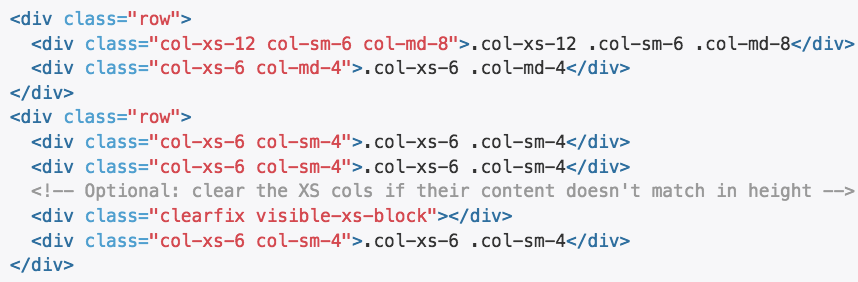 <div class="row">
  <div class="col-xs-12 col-sm-6 col-md-8">.col-xs-12 .col-sm-6 .col-md-8</div>
  <div class="col-xs-6 col-md-4">.col-xs-6 .col-md-4</div>
</div>
<div class="row">
  <div class="col-xs-6 col-sm-4">.col-xs-6 .col-sm-4</div>
  <div class="col-xs-6 col-sm-4">.col-xs-6 .col-sm-4</div>
  <!-- Optional: clear the XS cols if their content doesn't match in height -->
  <div class="clearfix visible-xs-block"></div>
  <div class="col-xs-6 col-sm-4">.col-xs-6 .col-sm-4</div>
</div>